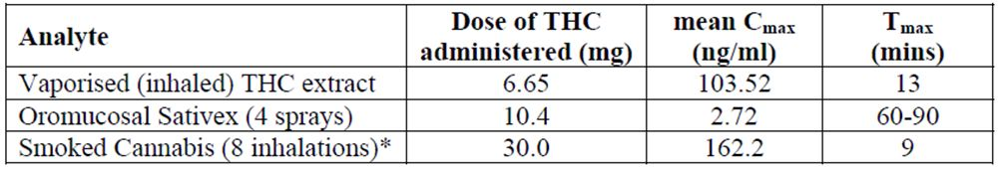 Analyte Dose of THC administered (mg) mean Cmax (ng/ml) Tmax (mins)
Vaporised (inhaled) THC extract 6.65 103.52 13
Oromucosal Sativex (4 sprays) 10.4 2.72 60-90
Smoked Cannabis (8 inhalations)* 30.0 162.2 9